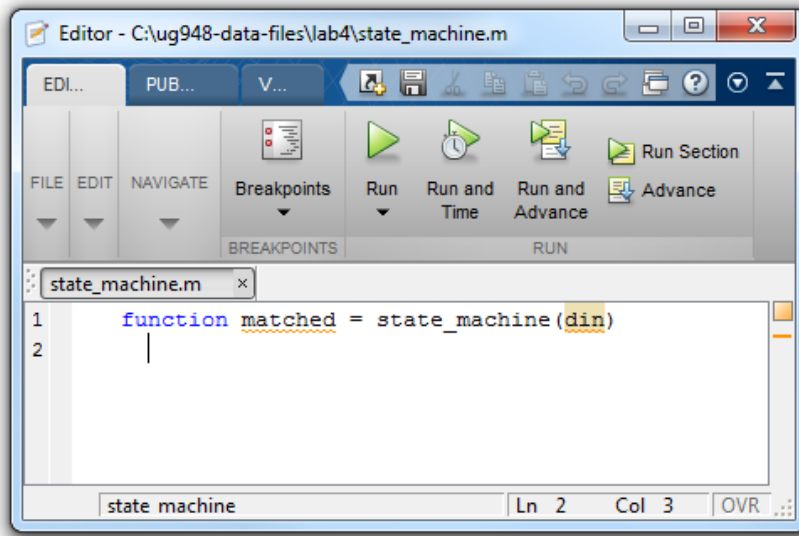 Editor - C:\ug948-data-files\lab4\state_machine.m
EDI... PUB... V...
FILE EDIT NAVIGATE Breakpoints Run Run and Time Run and Advance Run Section
Advance
BREAKPOINTS RUN
state_machine.m
1 function matched = state_machine(din)
2
state machine Ln 2 Col 3 OVR